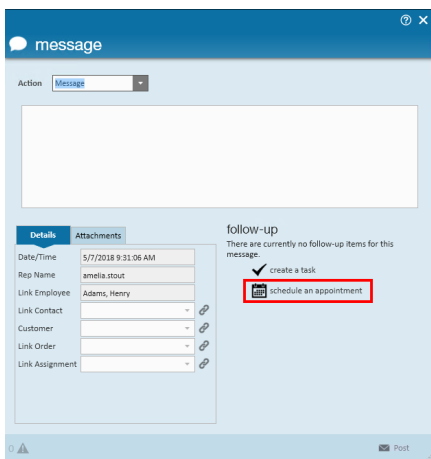 message
Action Message
Details Attachments
Date/Time 5/7/2018 9:31:06 AM
Rep Name amelia.stout
Link Employee Adams, Henry
Link Contact
Customer
Link Order
Link Assignment
follow-up
There are currently no follow-up items for this
message.
create a task
schedule an appointment
0
Post